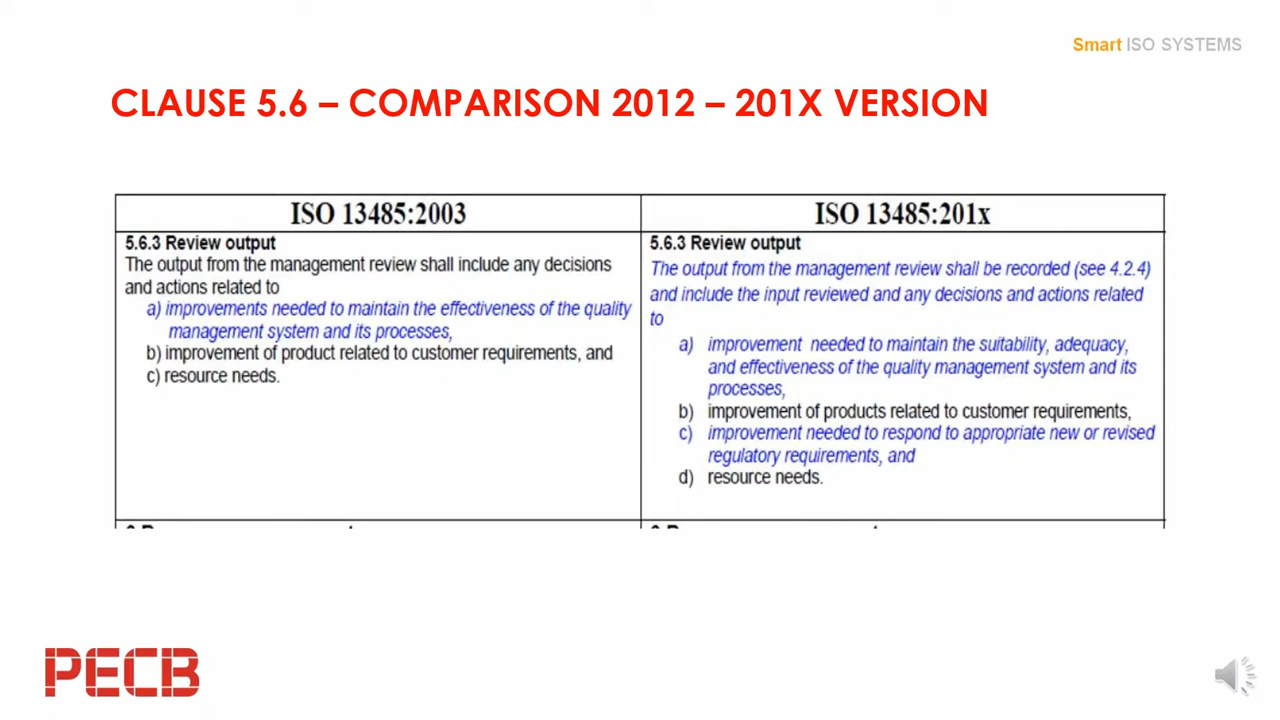 Smart ISO SYSTEMS
CLAUSE 5.6 – COMPARISON 2012 – 201X VERSION
ISO 13485:2003
5.6.3 Review output
The output from the management review shall include any decisions
and actions related to
a) improvements needed to maintain the effectiveness of the quality
management system and its processes,
b) improvement of product related to customer requirements, and
c) resource needs.
ISO 13485:201x
5.6.3 Review output
The output from the management review shall be recorded (see 4.2.4)
and include the input reviewed and any decisions and actions related
to
a) improvement needed to maintain the suitability, adequacy,
and effectiveness of the quality management system and its
processes,
b) improvement of products related to customer requirements,
c) improvement needed to respond to appropriate new or revised
regulatory requirements, and
d) resource needs.
PECB